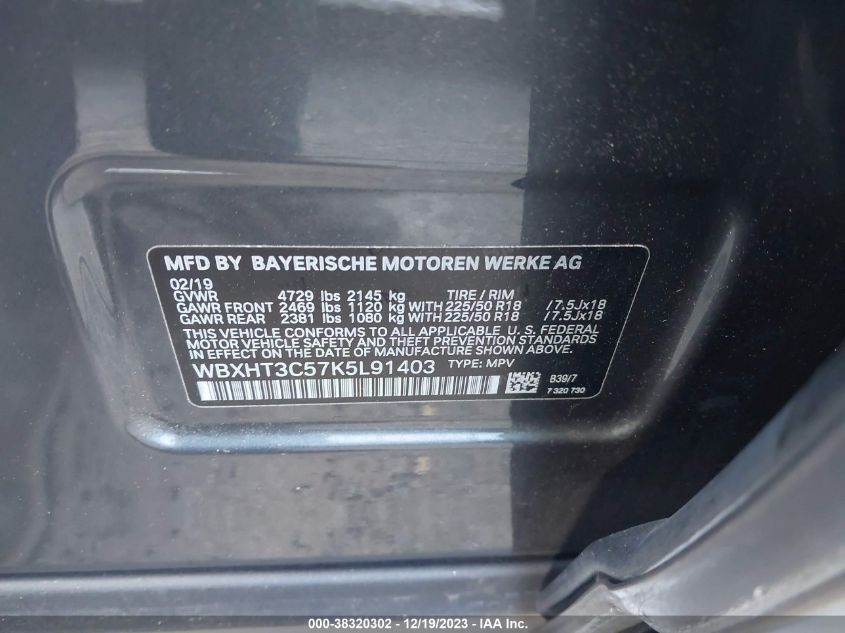 MFD BY BAYERISCHE MOTOREN WERKE AG
02/19
GVWR 4729 lbs 2145 kg TIRE / RIM
GAWR FRONT 2469 lbs 1120 kg WITH 225/50 R18 /7.5Jx18
GAWR REAR 2381 lbs 1080 kg WITH 225/50 R18 /7.5Jx18
THIS VEHICLE CONFORMS TO ALL APPLICABLE U. S. FEDERAL
MOTOR VEHICLE SAFETY AND THEFT PREVENTION STANDARDS
IN EFFECT ON THE DATE OF MANUFACTURE SHOWN ABOVE.
WBXHT3C57K5L91403 TYPE: MPV
B39/7
7 320 730
000-38320302 - 12/19/2023 - IAA Inc.